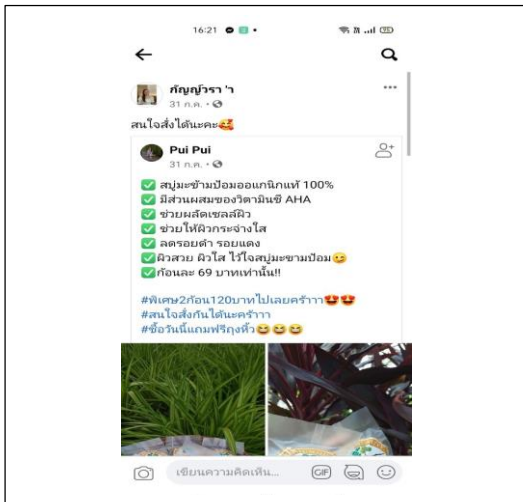 16:21
กัญญ์วรา 'า
31 ก.ค.
สนใจสั่งได้นะคะ🥰
Pui Pui
31 ก.ค.
✅ สบู่มะขามป้อมออแกนิกแท้ 100%
✅ มีส่วนผสมของวิตามินซี AHA
✅ ช่วยผลัดเซลล์ผิว
✅ ช่วยให้ผิวกระจ่างใส
✅ ลดรอยดำ รอยแดง
✅ผิวสวย ผิวใส ไว้ใจสบู่มะขามป้อม😉
✅ก้อนละ 69 บาทเท่านั้น!!
#พิเศษ2ก้อน120บาทไปเลยคร้าาา😍😍
#สนใจสั่งกันได้นะคร้าาา
#ซื้อวันนี้แถมฟรีถุงหิ้ว😆😆😆
เขียนความคิดเห็น...
GIF